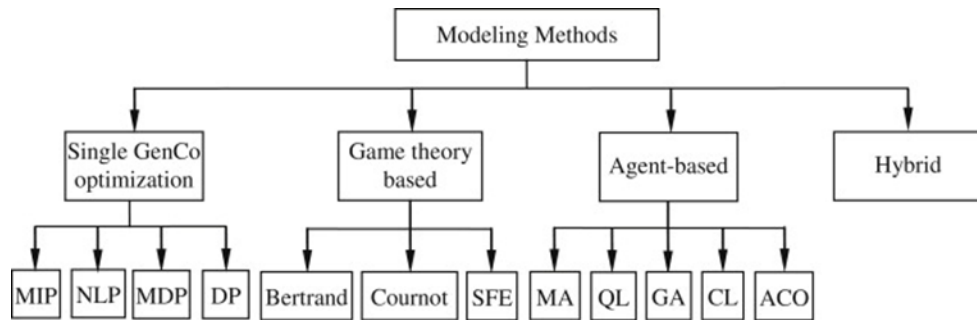 Modeling Methods
Single GenCo
optimization
Game theory
based
Agent-based
Hybrid
MIP
NLP
MDP
DP
Bertrand
Cournot
SFE
MA
QL
GA
CL
ACO